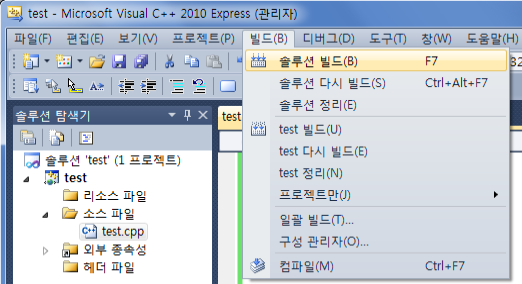 test - Microsoft Visual C++ 2010 Express (관리자)
파일(F) 편집(E) 보기(V) 프로젝트(P) 빌드(B) 디버그(D) 도구(T) 창(W) 도움말(H)
솔루션 빌드(B) F7
솔루션 다시 빌드(S) Ctrl+Alt+F7
솔루션 정리(E)
test 빌드(U)
test 다시 빌드(E)
test 정리(N)
프로젝트만(J)
일괄 빌드(T)...
구성 관리자(O)...
컴파일(M) Ctrl+F7
솔루션 탐색기
솔루션 'test' (1 프로젝트)
test
리소스 파일
소스 파일
test.cpp
외부 종속성
헤더 파일
test